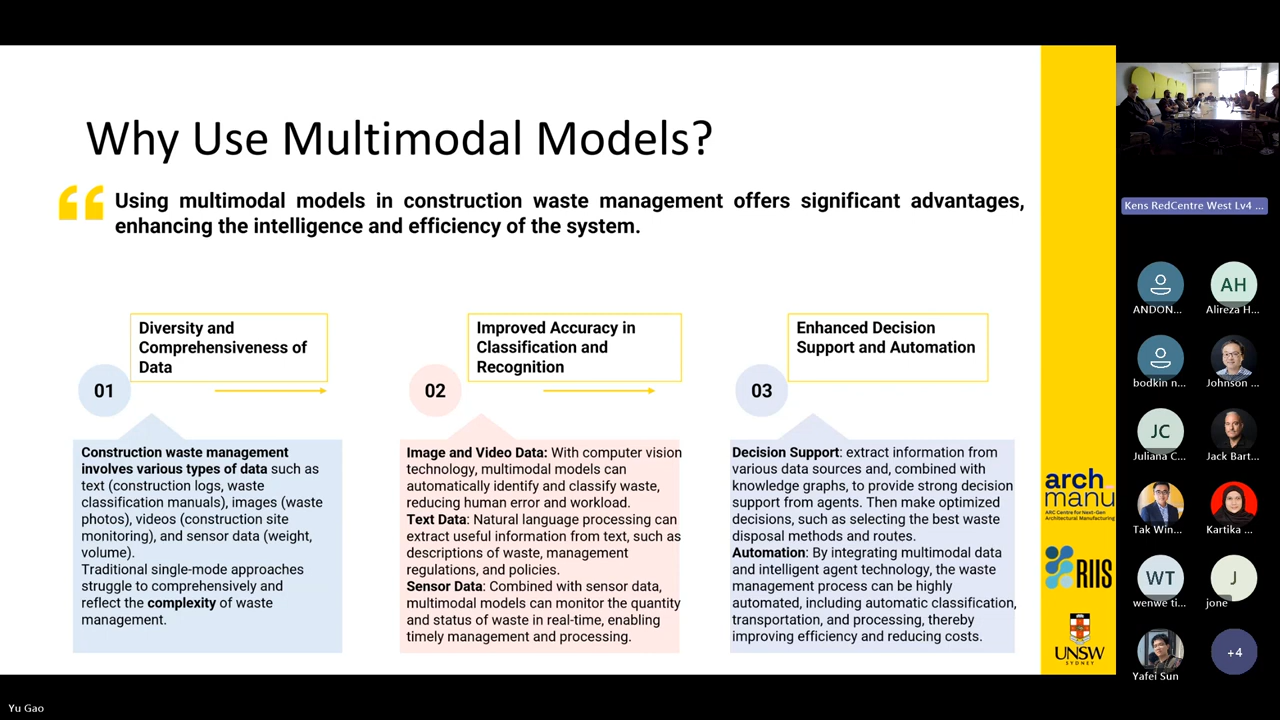 Why Use Multimodal Models?
Using multimodal models in construction waste management offers significant advantages,
enhancing the intelligence and efficiency of the system.
Diversity and
Comprehensiveness of
Data
01
Construction waste management
involves various types of data such as
text (construction logs, waste
classification manuals), images (waste
photos), videos (construction site
monitoring), and sensor data (weight,
volume).
Traditional single-mode approaches
struggle to comprehensively and
reflect the complexity of waste
management.
Improved Accuracy in
Classification and
Recognition
02
Image and Video Data: With computer vision
technology, multimodal models can
automatically identify and classify waste,
reducing human error and workload.
Text Data: Natural language processing can
extract useful information from text, such as
descriptions of waste, management
regulations, and policies.
Sensor Data: Combined with sensor data,
multimodal models can monitor the quantity
and status of waste in real-time, enabling
timely management and processing.
Enhanced Decision
Support and Automation
03
Decision Support: extract information from
various data sources and, combined with
knowledge graphs, to provide strong decision
support from agents. Then make optimized
decisions, such as selecting the best waste
disposal methods and routes.
Automation: By integrating multimodal data
and intelligent agent technology, the waste
management process can be highly
automated, including automatic classification,
transportation, and processing, thereby
improving efficiency and reducing costs.
arch
manu
ARC Centre for Next-Gen
Architectural Manufacturing
RIIS
UNSW
SYDNEY
Kens RedCentre West Lv4 ...
ANDON...
AH
Alireza H...
bodkin n...
Johnson ...
JC
Juliana C...
Jack Bart...
Tak Win...
Kartika ...
WT
wenwe ti...
J
jone
Yafei Sun
+4
Yu Gao